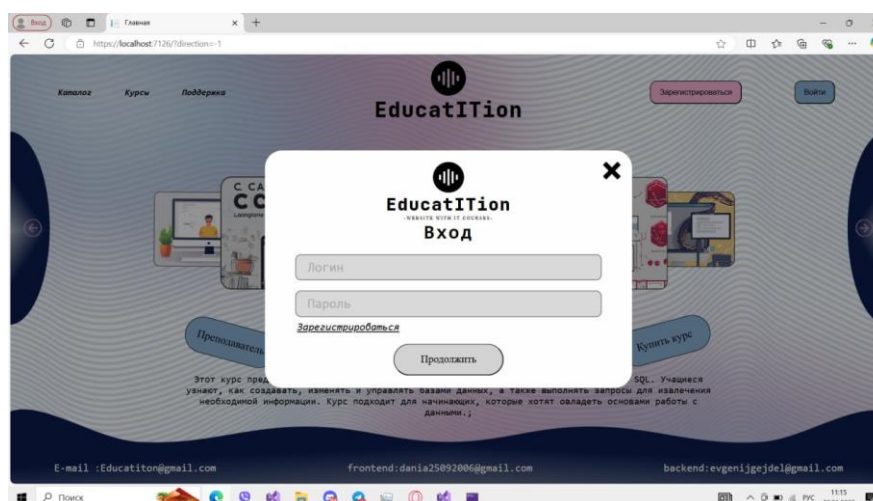 Вход
Главная
https://localhost:7126/?direction=-1
Каталог
Курсы
Поддержка
EducatITion
Зарегистрироваться
Войти
EducatITion
-WEBSITE WITH IT COURSES-
Вход
Логин
Пароль
Зарегистрироваться
Продолжить
Преподаватель
Купить курс
Этот курс пред
SQL. Учащиеся
узнают, как создавать, изменять и управлять базами данных, а также выполнять запросы для извлечения
необходимой информации. Курс подходит для начинающих, которые хотят овладеть основами работы с
данными.;
E-mail :Educatiton@gmail.com
frontend:dania25092006@gmail.com
backend:evgenijgejdel@gmail.com
Поиск
РУС
11:15